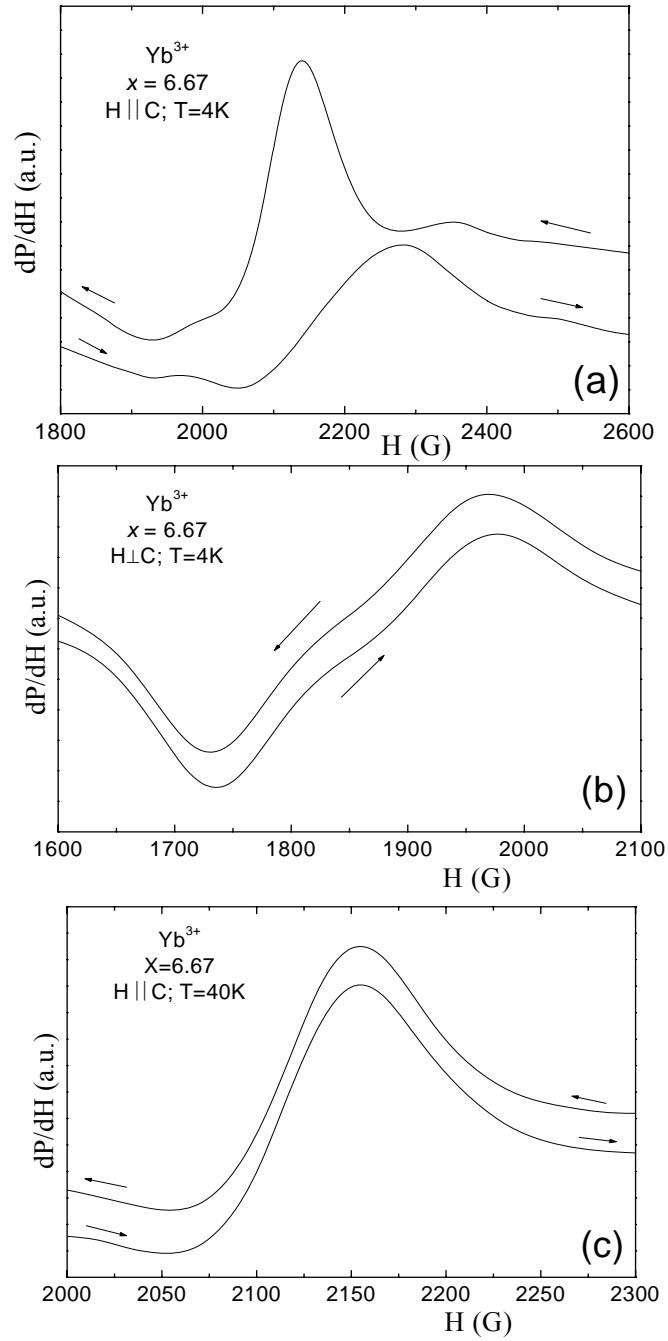 Yb³⁺
x = 6.67
H||C; T=4K
dP/dH (a.u.)
(a)
1800 2000 2200 2400 2600
H (G)
Yb³⁺
x = 6.67
H⊥C; T=4K
dP/dH (a.u.)
(b)
1600 1700 1800 1900 2000 2100
H (G)
Yb³⁺
X=6.67
H||C; T=40K
dP/dH (a.u.)
(c)
2000 2050 2100 2150 2200 2250 2300
H (G)